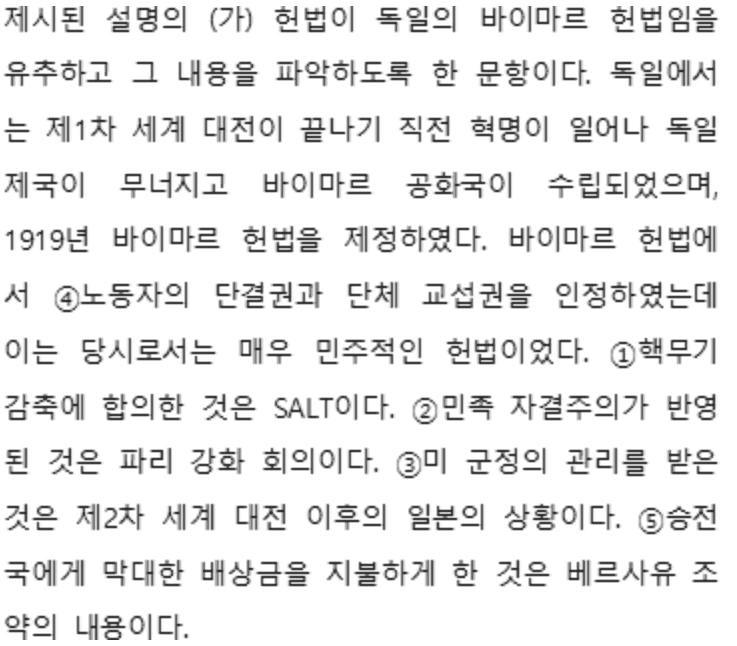 제시된 설명의 (가) 헌법이 독일의 바이마르 헌법임을
유추하고 그 내용을 파악하도록 한 문항이다. 독일에서
는 제1차 세계 대전이 끝나기 직전 혁명이 일어나 독일
제국이 무너지고 바이마르 공화국이 수립되었으며,
1919년 바이마르 헌법을 제정하였다. 바이마르 헌법에
서 ④노동자의 단결권과 단체 교섭권을 인정하였는데
이는 당시로서는 매우 민주적인 헌법이었다. ①핵무기
감축에 합의한 것은 SALT이다. ②민족 자결주의가 반영
된 것은 파리 강화 회의이다. ③미 군정의 관리를 받은
것은 제2차 세계 대전 이후의 일본의 상황이다. ⑤승전
국에게 막대한 배상금을 지불하게 한 것은 베르사유 조
약의 내용이다.